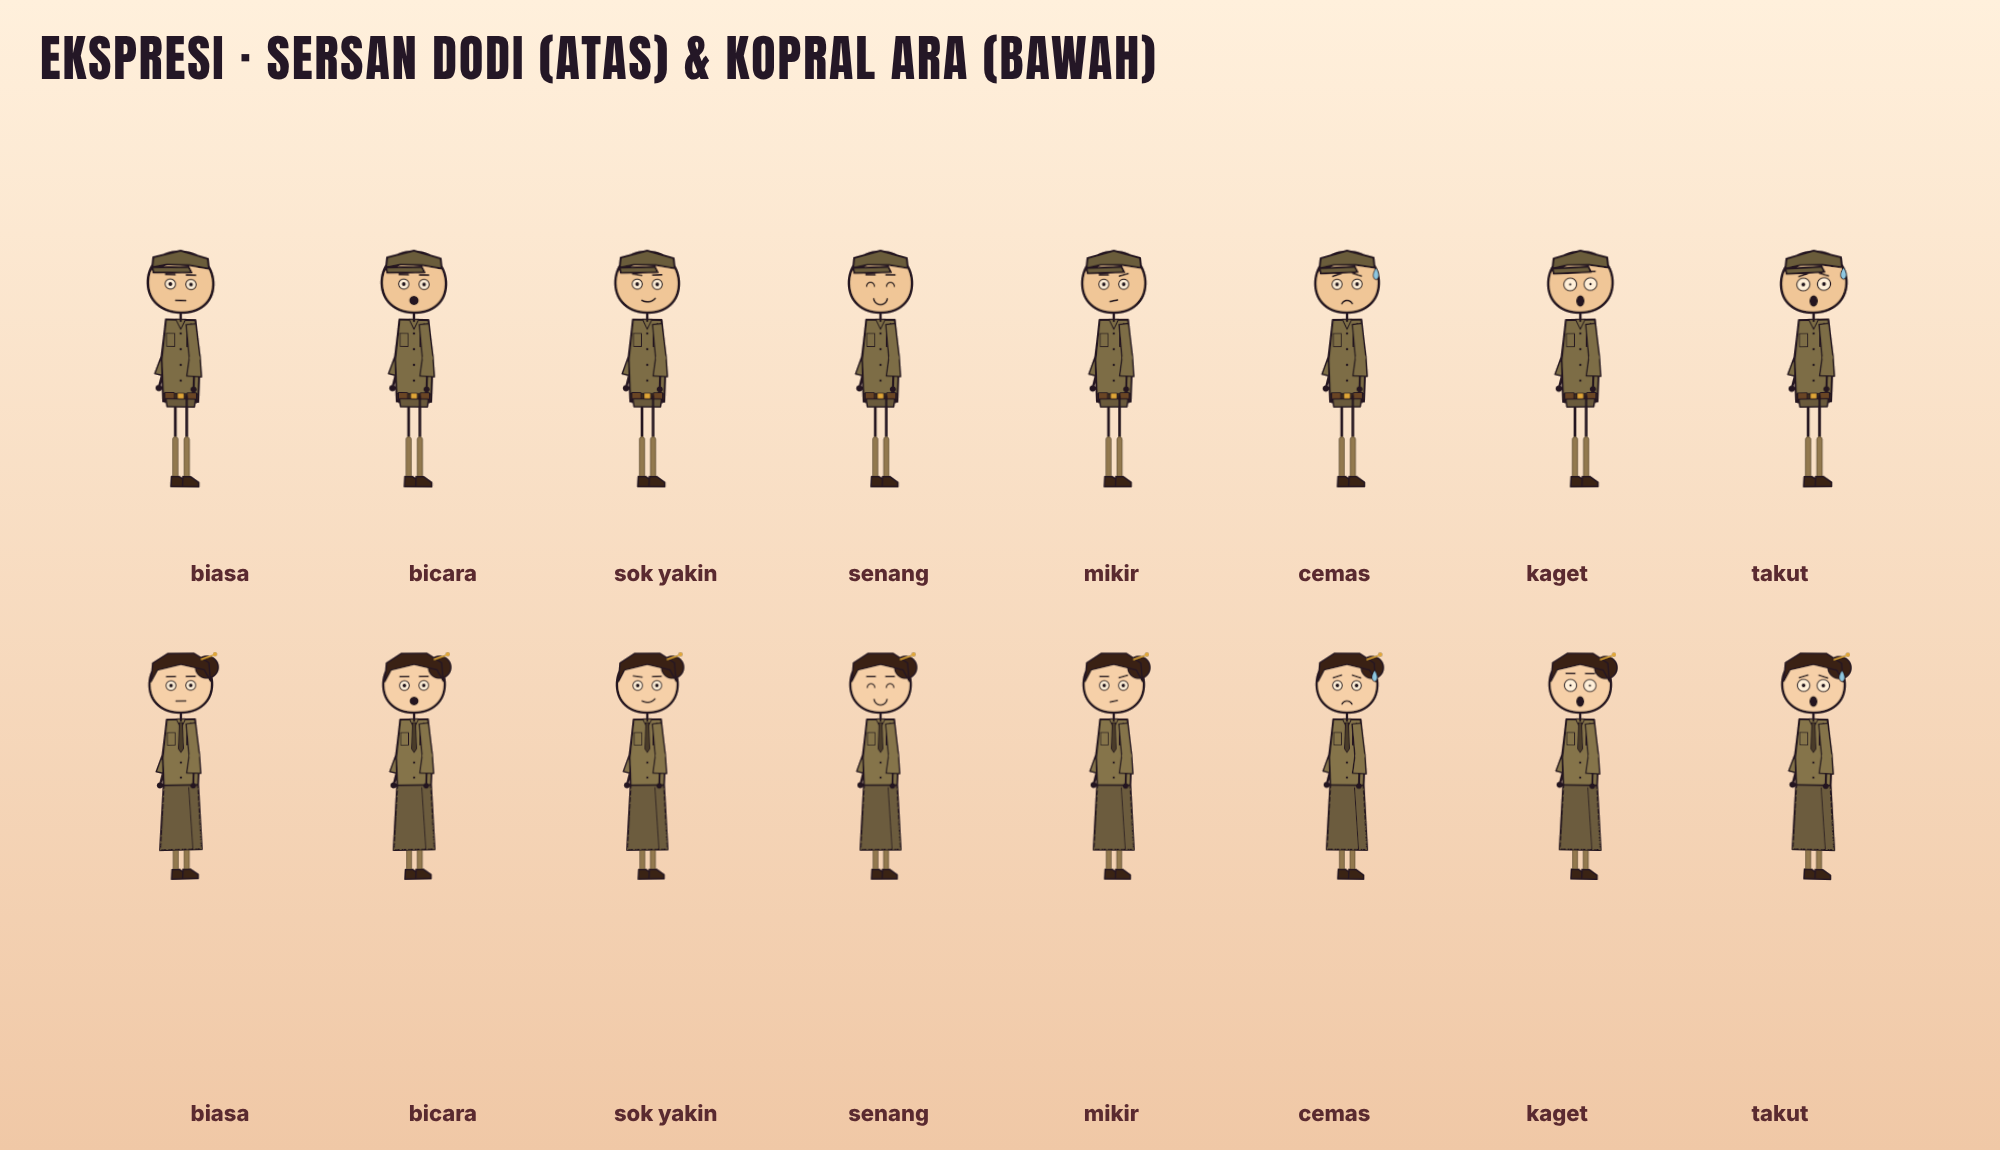 EKSPRESI · SERSAN DODI (ATAS) & KOPRAL ARA (BAWAH)
biasa bicara sok yakin senang mikir cemas kaget takut
biasa bicara sok yakin senang mikir cemas kaget takut